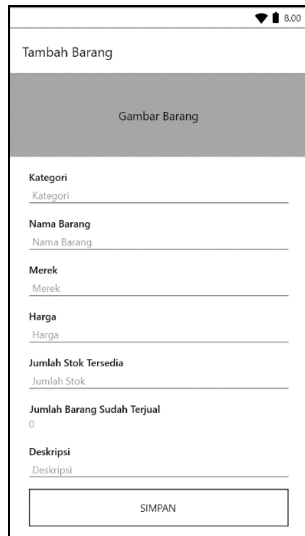 8.00
Tambah Barang
Gambar Barang
Kategori
Kategori
Nama Barang
Nama Barang
Merek
Merek
Harga
Harga
Jumlah Stok Tersedia
Jumlah Stok
Jumlah Barang Sudah Terjual
0
Deskripsi
Deskripsi
SIMPAN